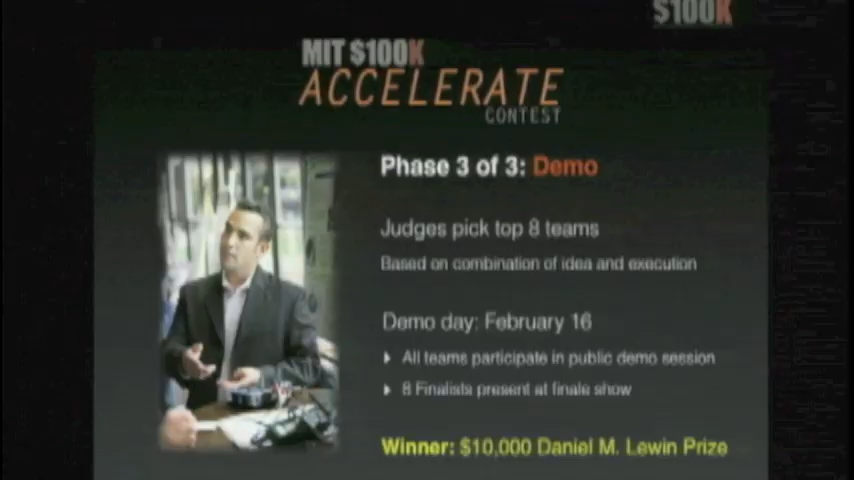 $100K
MIT $100K
ACCELERATE
CONTEST
Phase 3 of 3: Demo
Judges pick top 8 teams
Based on combination of idea and execution
Demo day: February 16
All teams participate in public demo session
8 Finalists present at finale show
Winner: $10,000 Daniel M. Lewin Prize